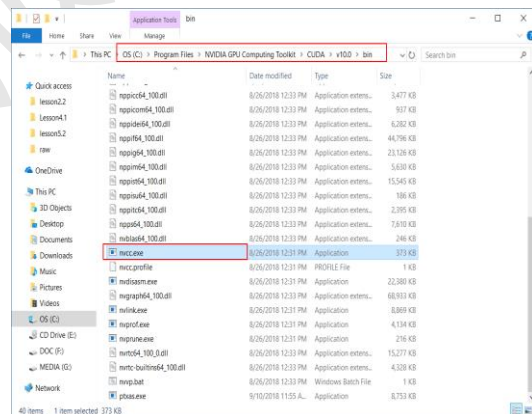 Application Tools bin
File Home Share View Manage
This PC > OS (C:) > Program Files > NVIDIA GPU Computing Toolkit > CUDA > v10.0 > bin
Search bin
Name Date modified Type Size
Quick access
lesson2.2
Lesson4.1
lesson5.2
raw
OneDrive
This PC
3D Objects
Desktop
Documents
Downloads
Music
Pictures
Videos
OS (C:)
CD Drive (E:)
DOC (F:)
MEDIA (G:)
Network
nppicc64_100.dll 8/26/2018 12:33 PM Application extens... 3,477 KB
nppicom64_100.dll 8/26/2018 12:33 PM Application extens... 937 KB
nppidei64_100.dll 8/26/2018 12:33 PM Application extens... 6,282 KB
nppif64_100.dll 8/26/2018 12:33 PM Application extens... 44,796 KB
nppig64_100.dll 8/26/2018 12:33 PM Application extens... 23,126 KB
nppim64_100.dll 8/26/2018 12:33 PM Application extens... 5,630 KB
nppist64_100.dll 8/26/2018 12:33 PM Application extens... 15,545 KB
nppisu64_100.dll 8/26/2018 12:33 PM Application extens... 186 KB
nppitc64_100.dll 8/26/2018 12:33 PM Application extens... 2,395 KB
npps64_100.dll 8/26/2018 12:33 PM Application extens... 7,610 KB
nvblas64_100.dll 8/26/2018 12:33 PM Application extens... 246 KB
nvcc.exe 8/26/2018 12:31 PM Application 373 KB
nvcc.profile 8/26/2018 12:31 PM PROFILE File 1 KB
nvdisasm.exe 8/26/2018 12:31 PM Application 22,380 KB
nvgraph64_100.dll 8/26/2018 12:33 PM Application extens... 68,933 KB
nvlink.exe 8/26/2018 12:31 PM Application 8,869 KB
nvprof.exe 8/26/2018 12:31 PM Application 4,134 KB
nvprune.exe 8/26/2018 12:31 PM Application 216 KB
nvrtc64_100_0.dll 8/26/2018 12:33 PM Application extens... 15,277 KB
nvrtc-builtins64_100.dll 8/26/2018 12:33 PM Application extens... 4,328 KB
nvvp.bat 8/26/2018 12:33 PM Windows Batch File 1 KB
ptxas.exe 9/10/2018 11:55 A... Application 8,753 KB
40 items 1 item selected 373 KB